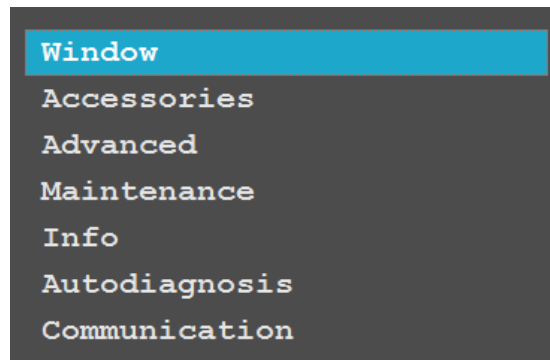 Window
Accessories
Advanced
Maintenance
Info
Autodiagnosis
Communication